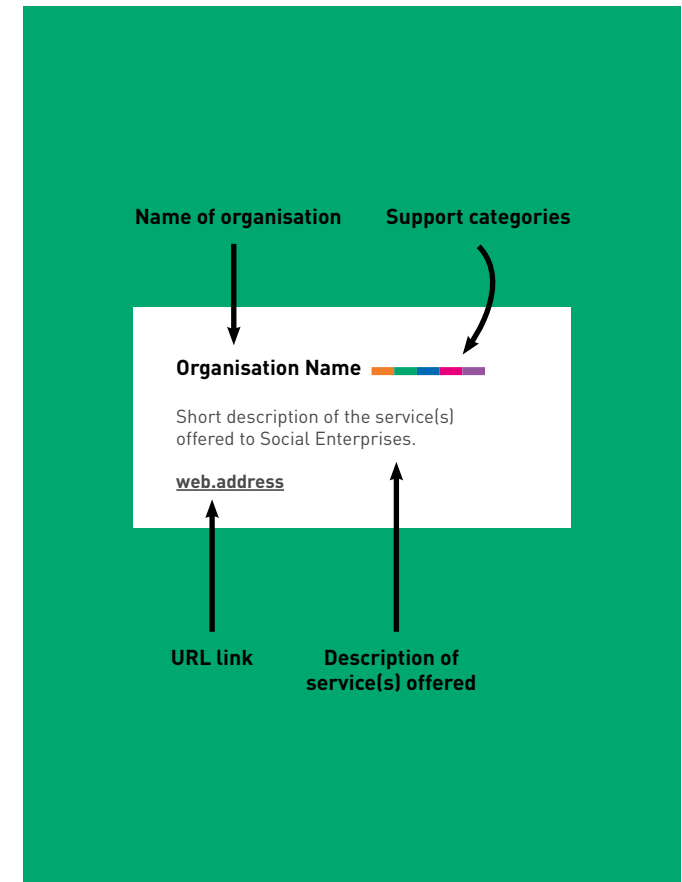 Name of organisation
Support categories
Organisation Name
Short description of the service(s)
offered to Social Enterprises.
web.address
URL link
Description of
service(s) offered